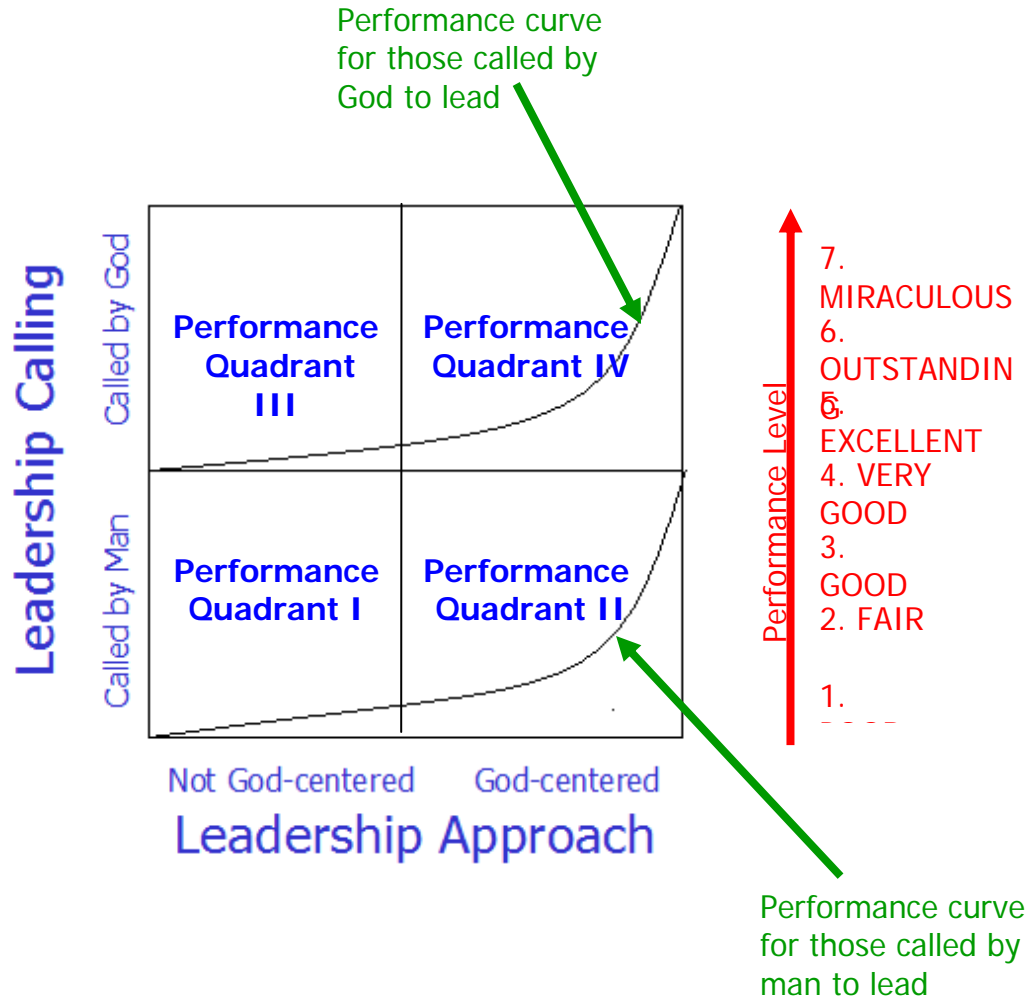 Performance curve
for those called by
God to lead
Leadership Calling
Called by God
Called by Man
Performance
Quadrant
III
Performance
Quadrant IV
Performance
Quadrant I
Performance
Quadrant II
Performance Level
7.
MIRACULOUS
6.
OUTSTANDIN
G
5.
EXCELLENT
4. VERY
GOOD
3.
GOOD
2. FAIR
1.
Not God-centered
God-centered
Leadership Approach
Performance curve
for those called by
man to lead